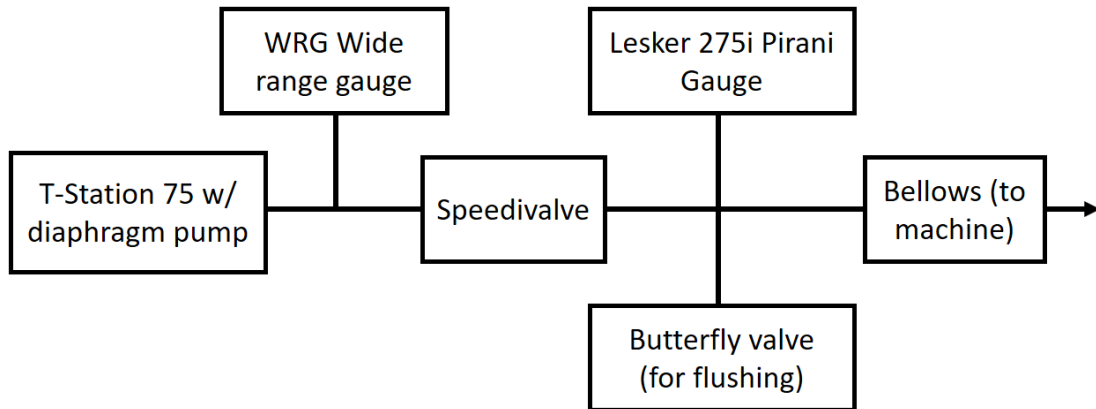 WRG Wide
range gauge
Lesker 275i Pirani
Gauge
T-Station 75 w/
diaphragm pump
Speedivalve
Bellows (to
machine)
Butterfly valve
(for flushing)